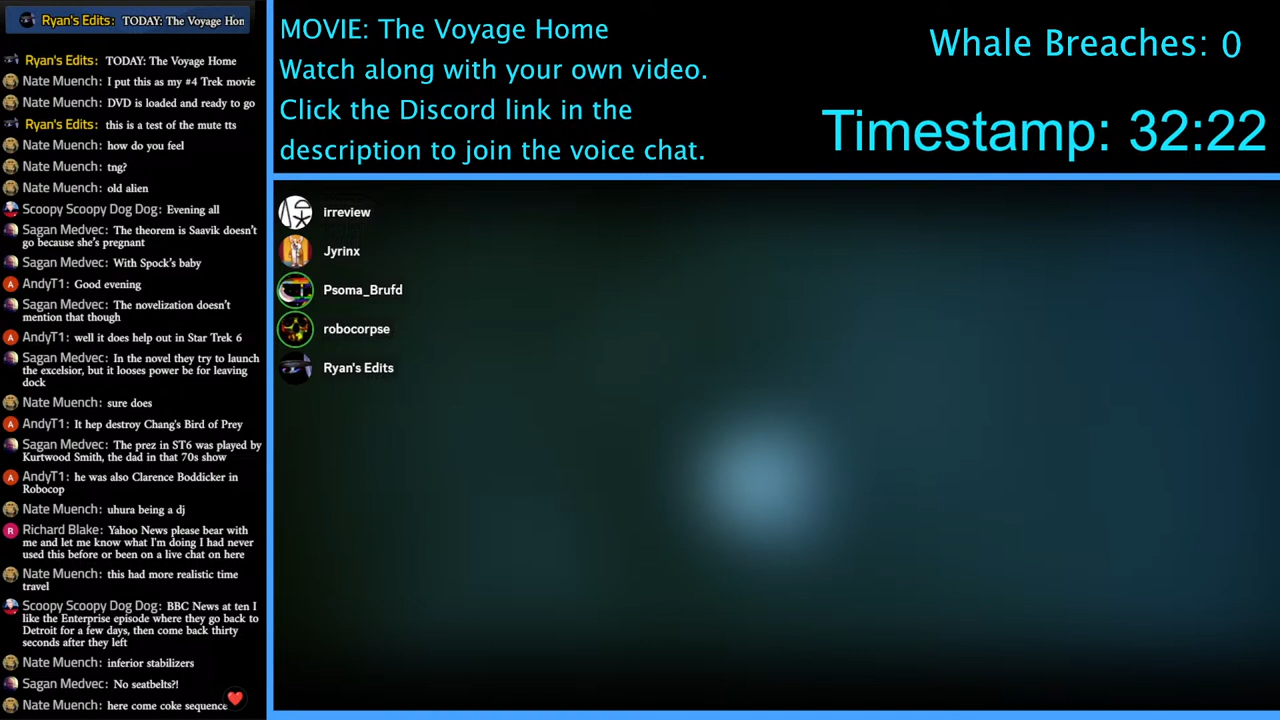 Ryan's Edits: TODAY: The Voyage Hon
Ryan's Edits: TODAY: The Voyage Home
Nate Muench: I put this as my #4 Trek movie
Nate Muench: DVD is loaded and ready to go
Ryan's Edits: this is a test of the mute tts
Nate Muench: how do you feel
Nate Muench: tng?
Nate Muench: old alien
Scoopy Scoopy Dog Dog: Evening all
Sagan Medvec: The theorem is Saavik doesn't
go because she's pregnant
Sagan Medvec: With Spock's baby
A AndyT1: Good evening
Sagan Medvec: The novelization doesn't
mention that though
A AndyT1: well it does help out in Star Trek 6
Sagan Medvec: In the novel they try to launch
the excelsior, but it looses power be for leaving
dock
Nate Muench: sure does
A AndyT1: It hep destroy Chang's Bird of Prey
Sagan Medvec: The prez in ST6 was played by
Kurtwood Smith, the dad in that 70s show
A AndyT1: he was also Clarence Boddicker in
Robocop
Nate Muench: uhura being a dj
R Richard Blake: Yahoo News please bear with
me and let me know what I'm doing I had never
used this before or been on a live chat on here
Nate Muench: this had more realistic time
travel
Scoopy Scoopy Dog Dog: BBC News at ten I
like the Enterprise episode where they go back to
Detroit for a few days, then come back thirty
seconds after they left
Nate Muench: inferior stabilizers
Sagan Medvec: No seatbelts?!
Nate Muench: here come coke sequence
MOVIE: The Voyage Home
Watch along with your own video.
Click the Discord link in the
description to join the voice chat.
Whale Breaches: 0
Timestamp: 32:22
irreview
Jyrinx
Psoma_Brufd
robocorpse
Ryan's Edits